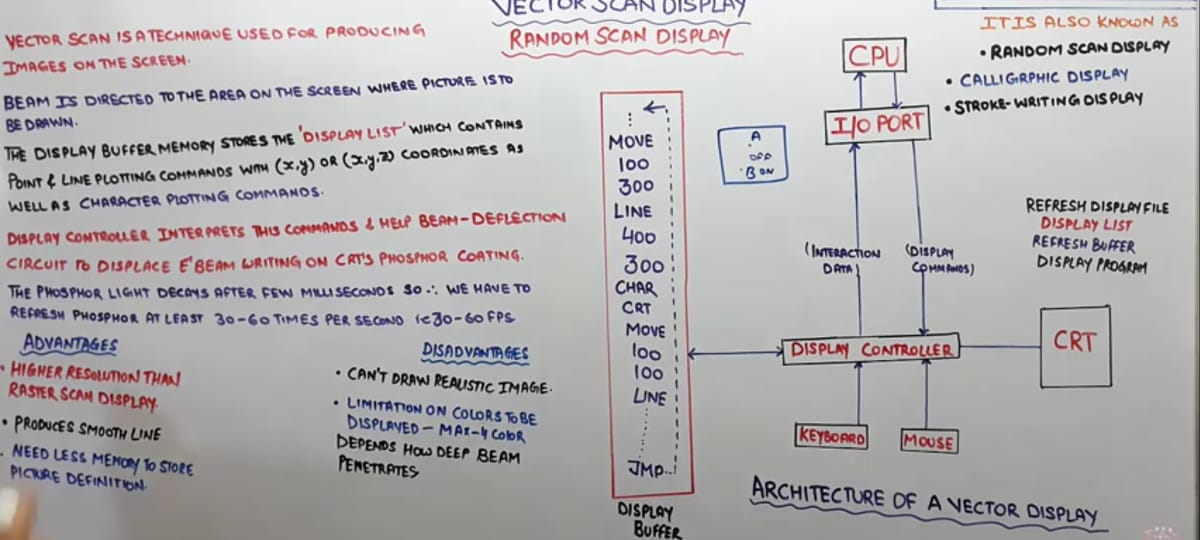 VECTOR SCAN DISPLAY
RANDOM SCAN DISPLAY
VECTOR SCAN IS A TECHNIQUE USED FOR PRODUCING
IMAGES ON THE SCREEN.
BEAM IS DIRECTED TO THE AREA ON THE SCREEN WHERE PICTURE IS TO
BE DRAWN.
THE DISPLAY BUFFER MEMORY STORES THE 'DISPLAY LIST' WHICH CONTAINS
POINT & LINE PLOTTING COMMANDS WITH (x,y) OR (x,y,z) COORDINATES AS
WELL AS CHARACTER PLOTTING COMMANDS.
DISPLAY CONTROLLER INTERPRETS THIS COMMANDS & HELP BEAM-DEFLECTION
CIRCUIT TO DISPLACE E⁻BEAM WRITING ON CRT'S PHOSPHOR COATING.
THE PHOSPHOR LIGHT DECAYS AFTER FEW MILLISECONDS SO ∴ WE HAVE TO
REFRESH PHOSPHOR AT LEAST 30-60 TIMES PER SECOND i.e 30-60 FPS
ADVANTAGES
• HIGHER RESOLUTION THAN
RASTER SCAN DISPLAY.
• PRODUCES SMOOTH LINE
• NEED LESS MEMORY TO STORE
PICTURE DEFINITION.
DISADVANTAGES
• CAN'T DRAW REALISTIC IMAGE.
• LIMITATION ON COLORS TO BE
DISPLAYED - MAX-4 COLOR
DEPENDS HOW DEEP BEAM
PENETRATES
MOVE
100
300
LINE
400
300
CHAR
CRT
MOVE
100
100
LINE
JMP
DISPLAY
BUFFER
A
OFF
B ON
CPU
I/O PORT
(INTERACTION
DATA)
(DISPLAY
COMMANDS)
DISPLAY CONTROLLER
CRT
KEYBOARD
MOUSE
ARCHITECTURE OF A VECTOR DISPLAY
IT IS ALSO KNOWN AS
• RANDOM SCAN DISPLAY
• CALLIGRPHIC DISPLAY
• STROKE-WRITING DISPLAY
REFRESH DISPLAY FILE
DISPLAY LIST
REFRESH BUFFER
DISPLAY PROGRAM